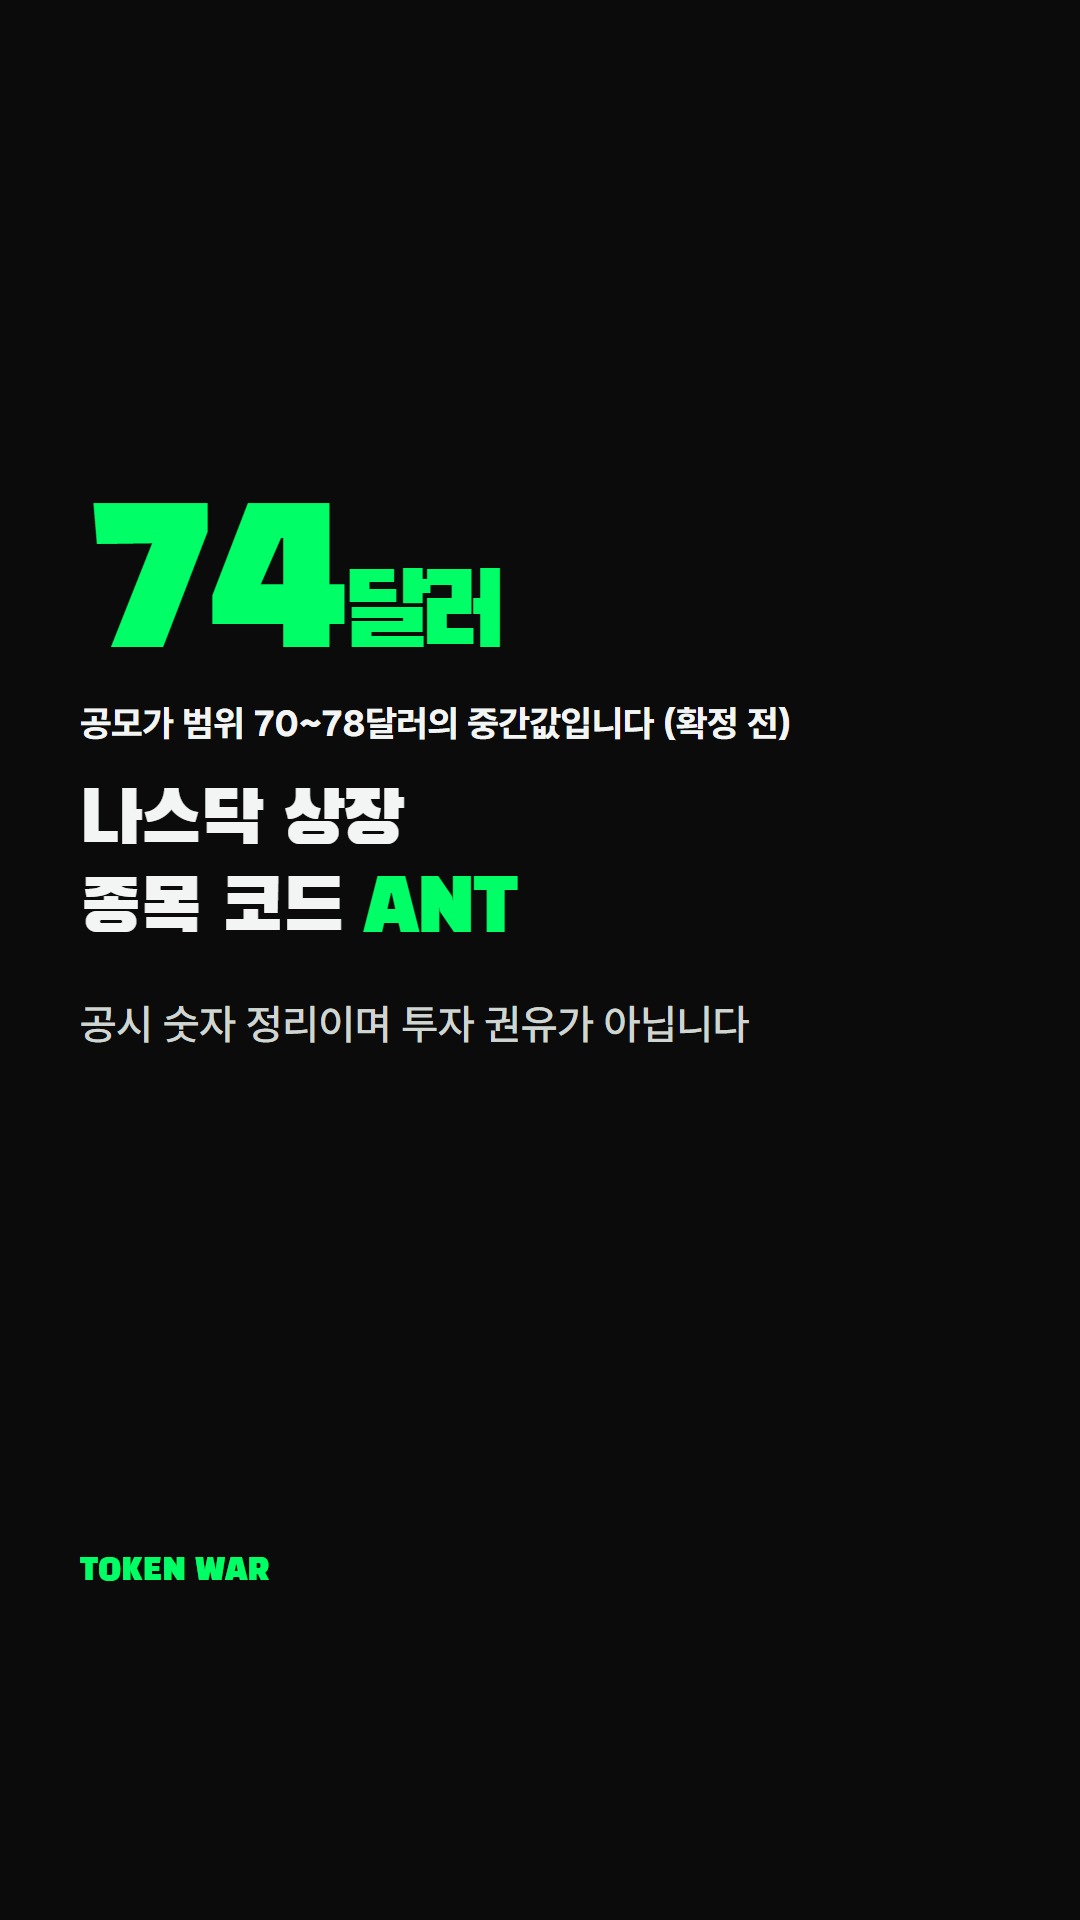 74달러
공모가 범위 70~78달러의 중간값입니다 (확정 전)
나스닥 상장
종목 코드 ANT
공시 숫자 정리이며 투자 권유가 아닙니다
TOKEN WAR